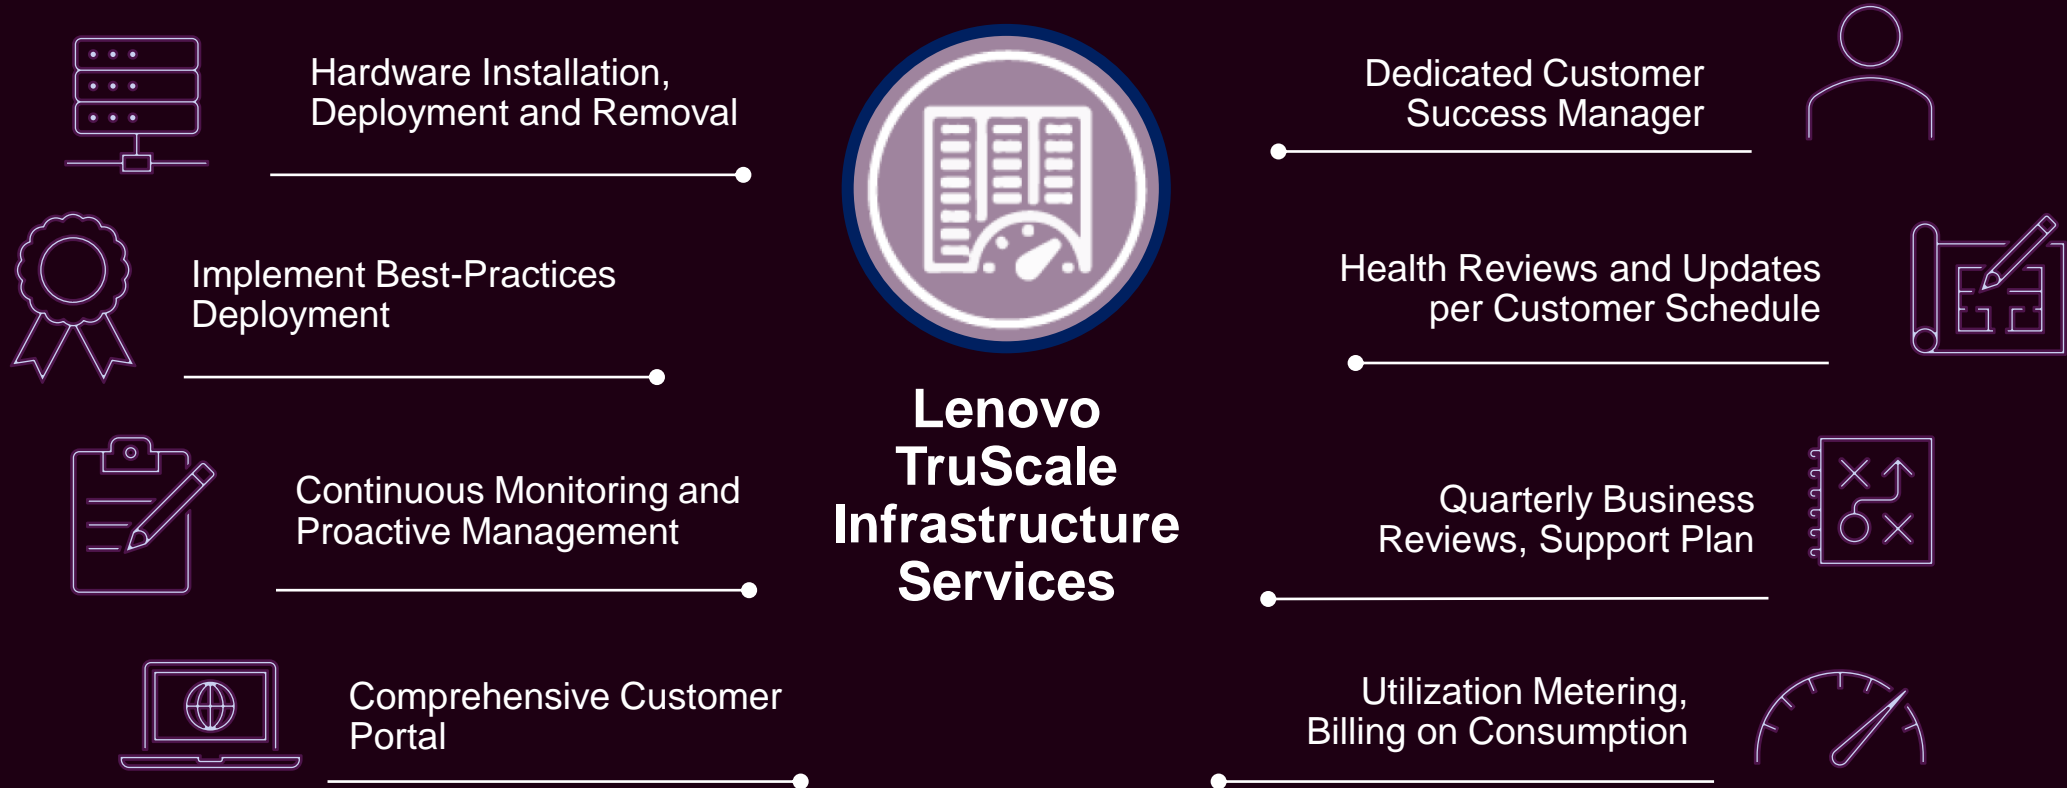 Hardware Installation,
Deployment and Removal
Implement Best-Practices
Deployment
Continuous Monitoring and
Proactive Management
Comprehensive Customer
Portal
Lenovo
TruScale
Infrastructure
Services
Dedicated Customer
Success Manager
Health Reviews and Updates
per Customer Schedule
Quarterly Business
Reviews, Support Plan
Utilization Metering,
Billing on Consumption